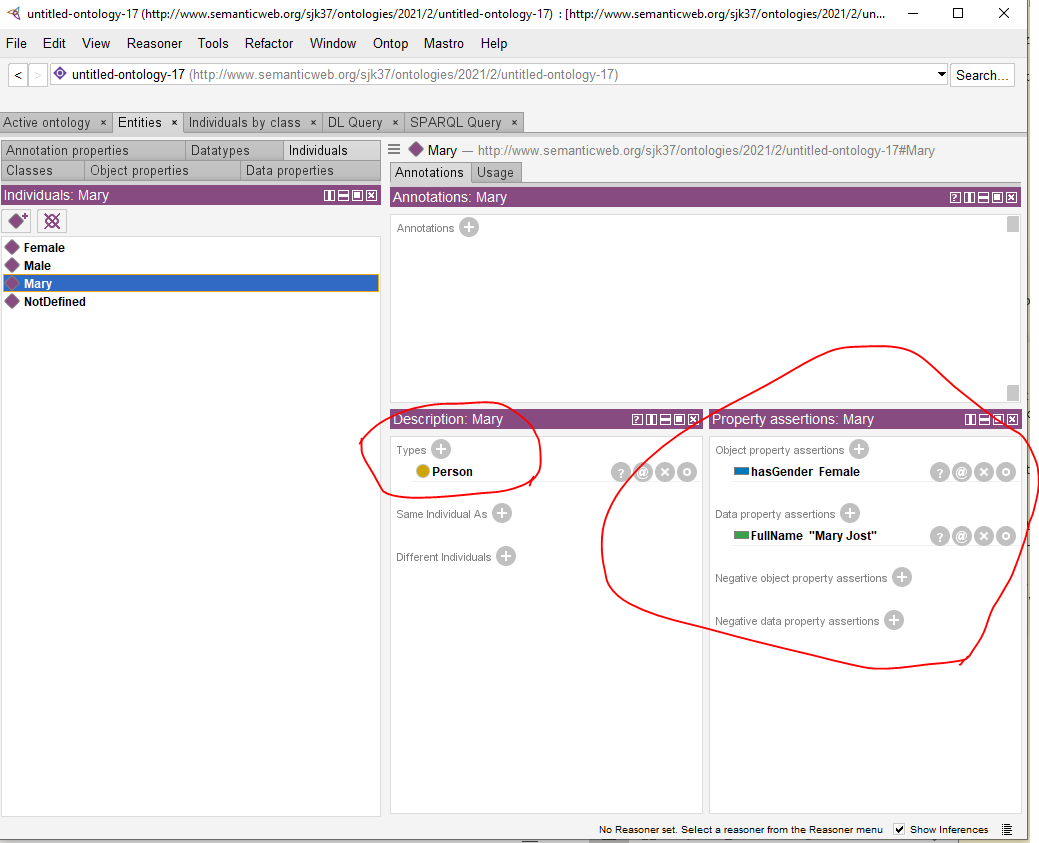 untitled-ontology-17 (http://www.semanticweb.org/sjk37/ontologies/2021/2/untitled-ontology-17) : [http://www.semanticweb.org/sjk37/ontologies/2021/2/un...
File Edit View Reasoner Tools Refactor Window Ontop Mastro Help
< > untitled-ontology-17 (http://www.semanticweb.org/sjk37/ontologies/2021/2/untitled-ontology-17) Search...
Active ontology × Entities × Individuals by class × DL Query × SPARQL Query ×
Annotation properties Datatypes Individuals
Classes Object properties Data properties
Individuals: Mary
Female
Male
Mary
NotDefined
Mary — http://www.semanticweb.org/sjk37/ontologies/2021/2/untitled-ontology-17#Mary
Annotations Usage
Annotations: Mary
Annotations
Description: Mary
Types
Person
Same Individual As
Different Individuals
Property assertions: Mary
Object property assertions
hasGender Female
Data property assertions
FullName "Mary Jost"
Negative object property assertions
Negative data property assertions
No Reasoner set. Select a reasoner from the Reasoner menu Show Inferences